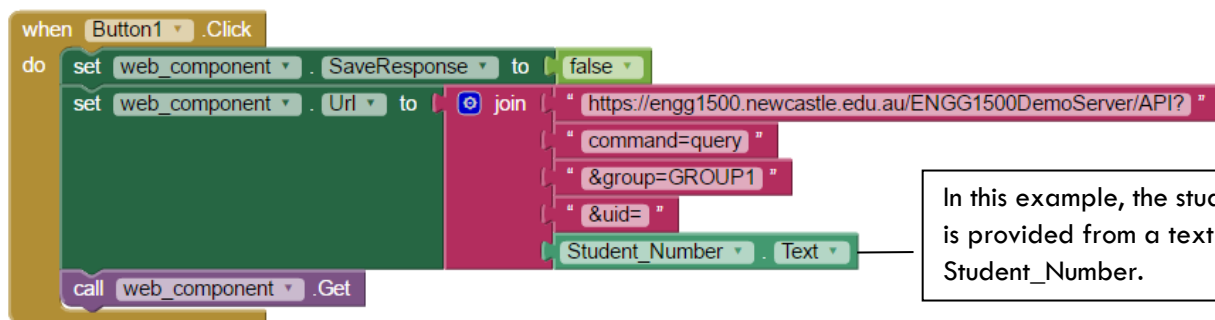 when Button1 .Click
do set web_component . SaveResponse to false
set web_component . Url to join " https://engg1500.newcastle.edu.au/ENGG1500DemoServer/API? "
" command=query "
" &group=GROUP1 "
" &uid= "
Student_Number . Text
call web_component .Get
In this example, the
is provided from a text
Student_Number.